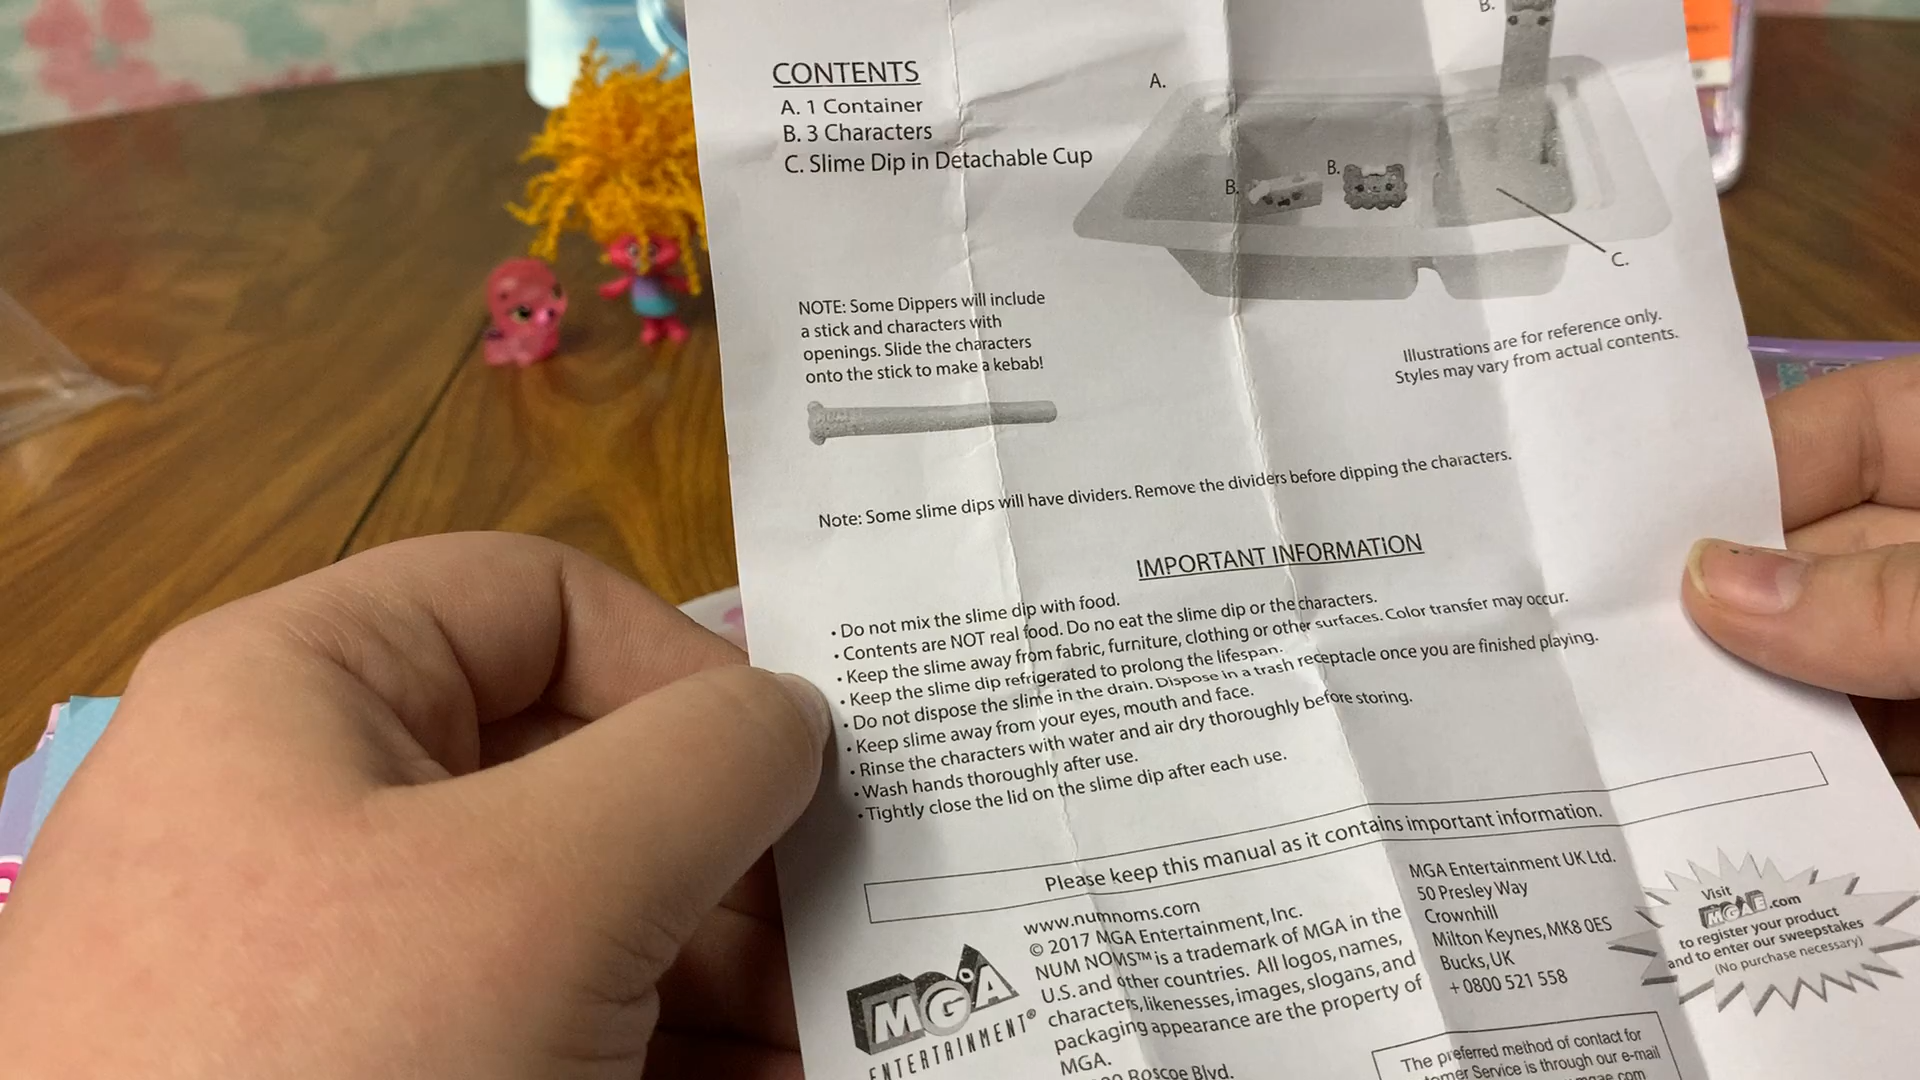 CONTENTS
A. 1 Container
B. 3 Characters
C. Slime Dip in Detachable Cup
A.
B.
B.
B.
C.
NOTE: Some Dippers will include
a stick and characters with
openings. Slide the characters
onto the stick to make a kebab!
Illustrations are for reference only.
Styles may vary from actual contents.
Note: Some slime dips will have dividers. Remove the dividers before dipping the characters.
IMPORTANT INFORMATION
• Do not mix the slime dip with food.
• Contents are NOT real food. Do no eat the slime dip or the characters.
• Keep the slime away from fabric, furniture, clothing or other surfaces. Color transfer may occur.
• Keep the slime dip refrigerated to prolong the lifespan.
• Do not dispose the slime in the drain. Dispose in a trash receptacle once you are finished playing.
• Keep slime away from your eyes, mouth and face.
• Rinse the characters with water and air dry thoroughly before storing.
• Wash hands thoroughly after use.
• Tightly close the lid on the slime dip after each use.
Please keep this manual as it contains important information.
MGA
ENTERTAINMENT®
www.numnoms.com
© 2017 MGA Entertainment, Inc.
NUM NOMS™ is a trademark of MGA in the
U.S. and other countries. All logos, names,
characters, likenesses, images, slogans, and
packaging appearance are the property of
MGA.
Roscoe Blvd.
MGA Entertainment UK Ltd.
50 Presley Way
Crownhill
Milton Keynes, MK8 0ES
Bucks, UK
+ 0800 521 558
Visit
MGAE.com
to register your product
and to enter our sweepstakes
(No purchase necessary)
The preferred method of contact for
Service is through our e-mail